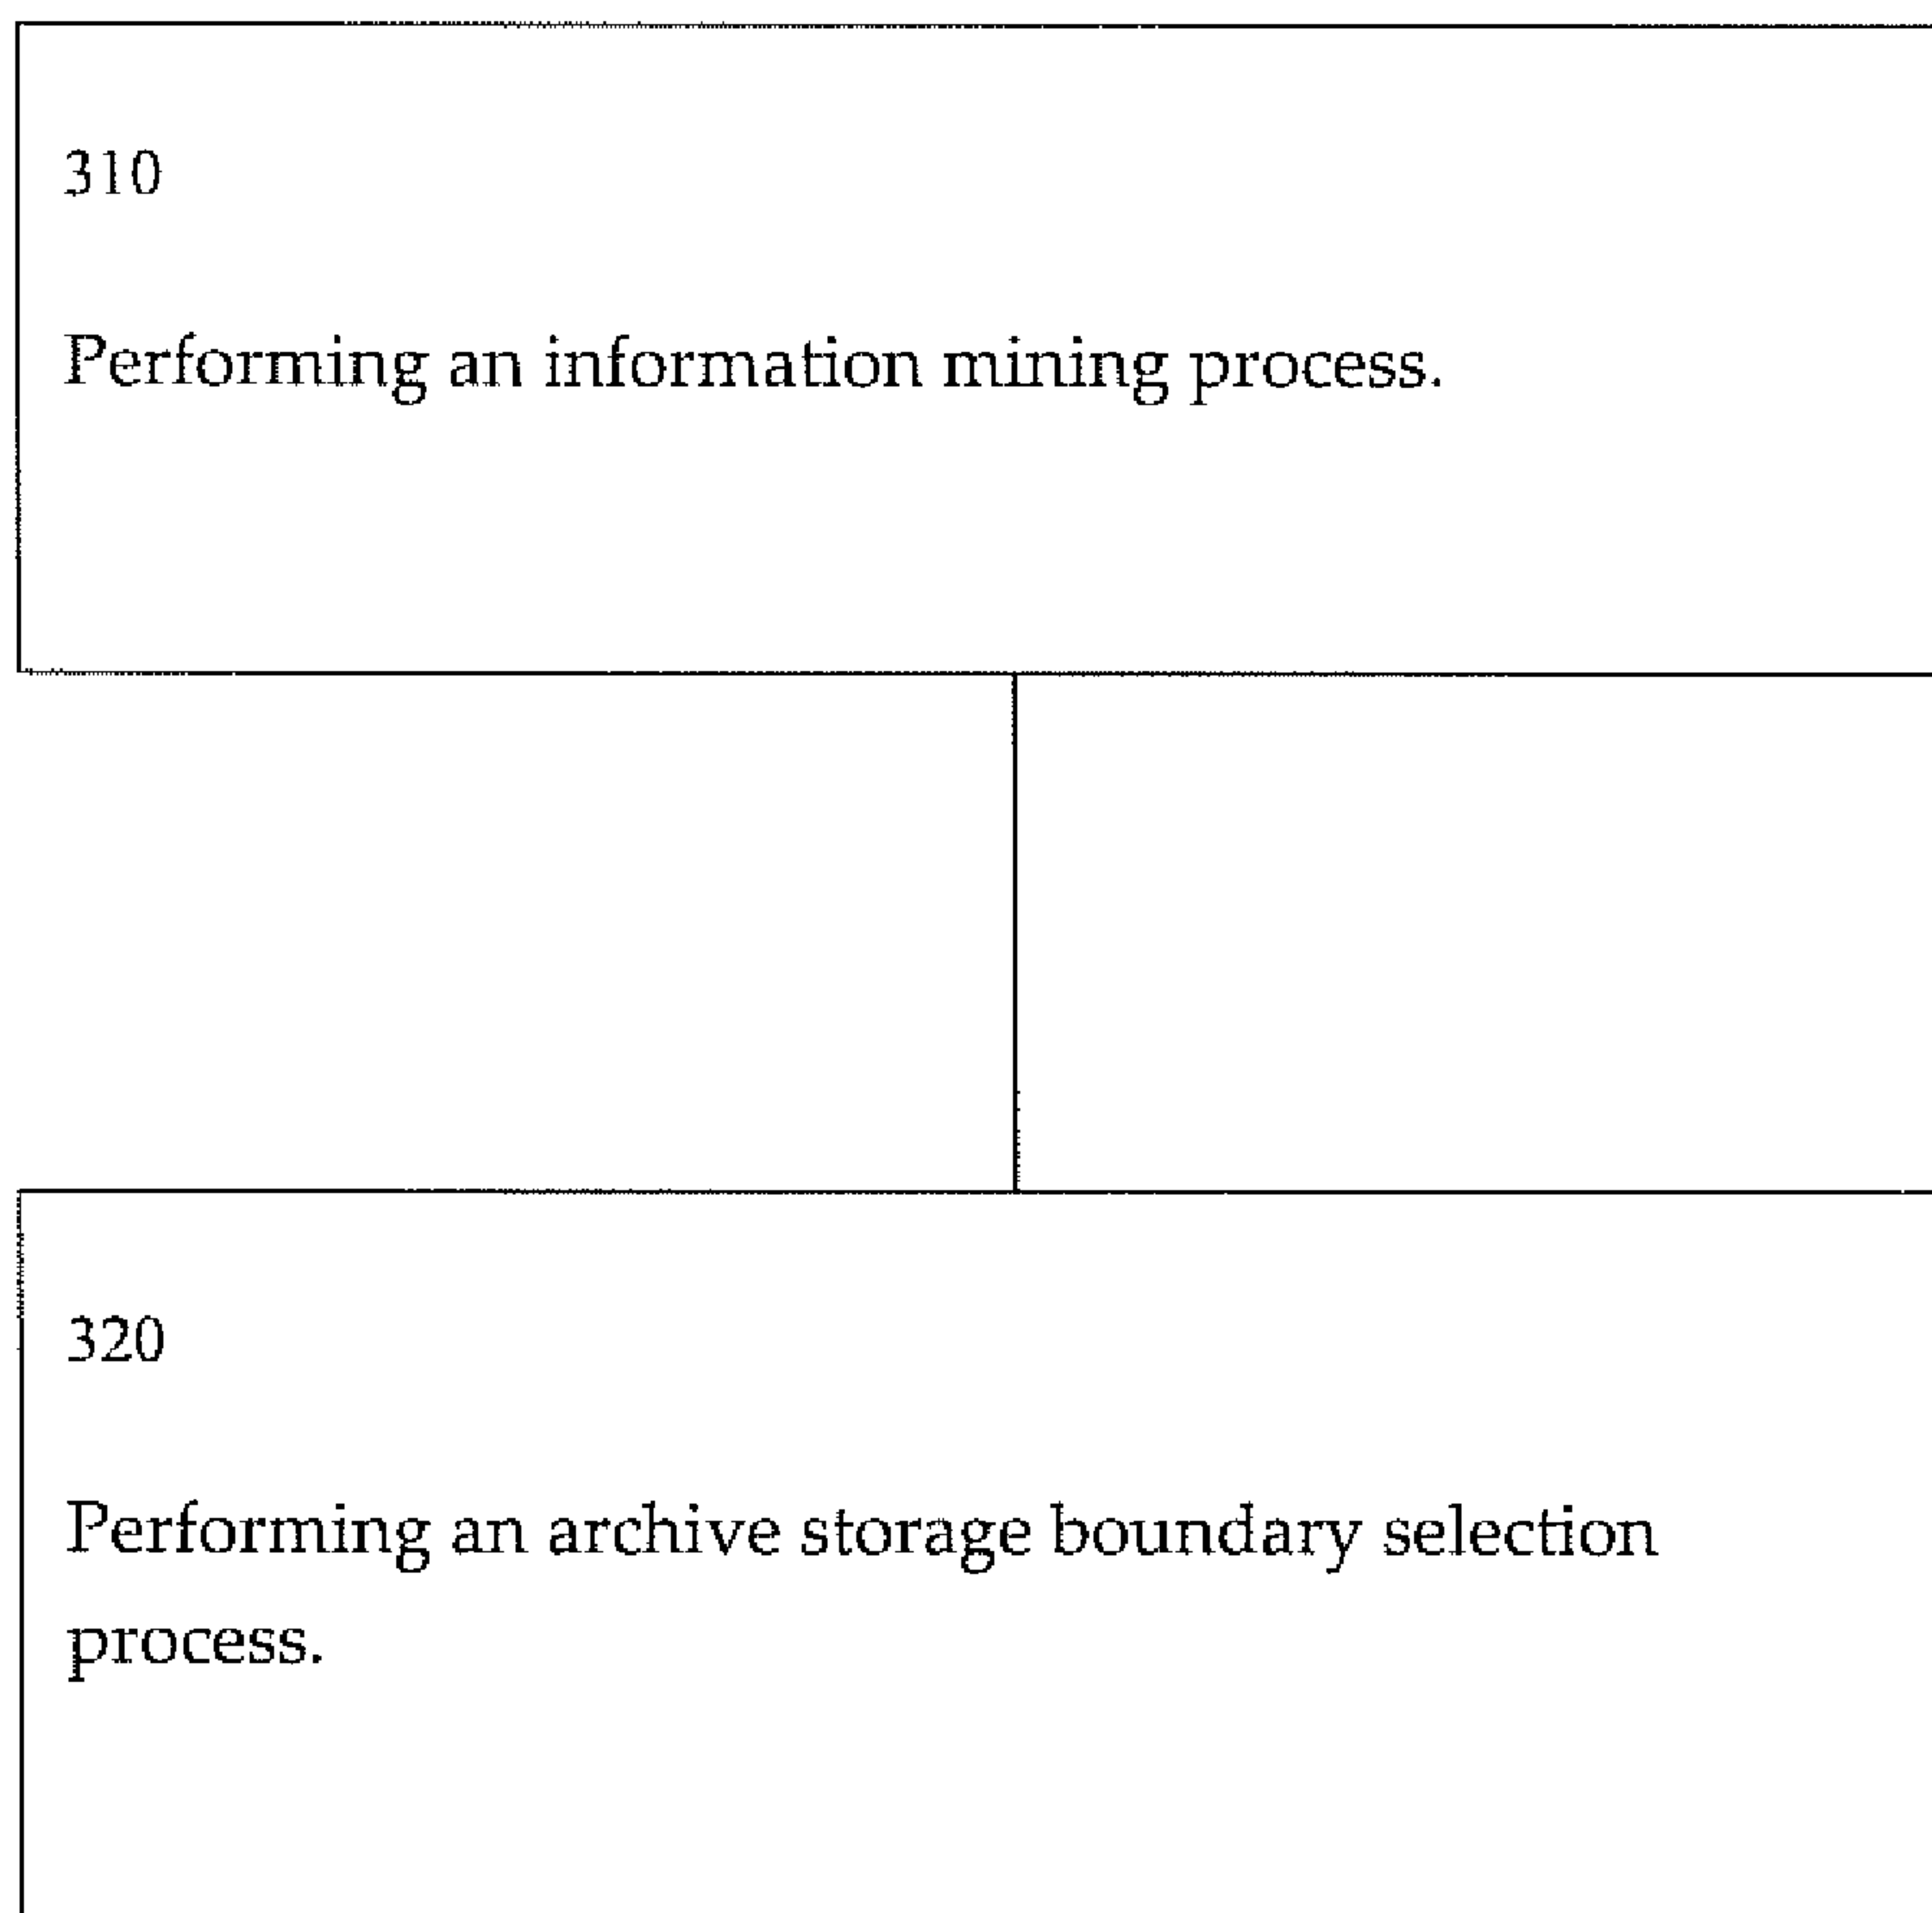 310
Performing an information mining process.
320
Performing an archive storage boundary selection
process.